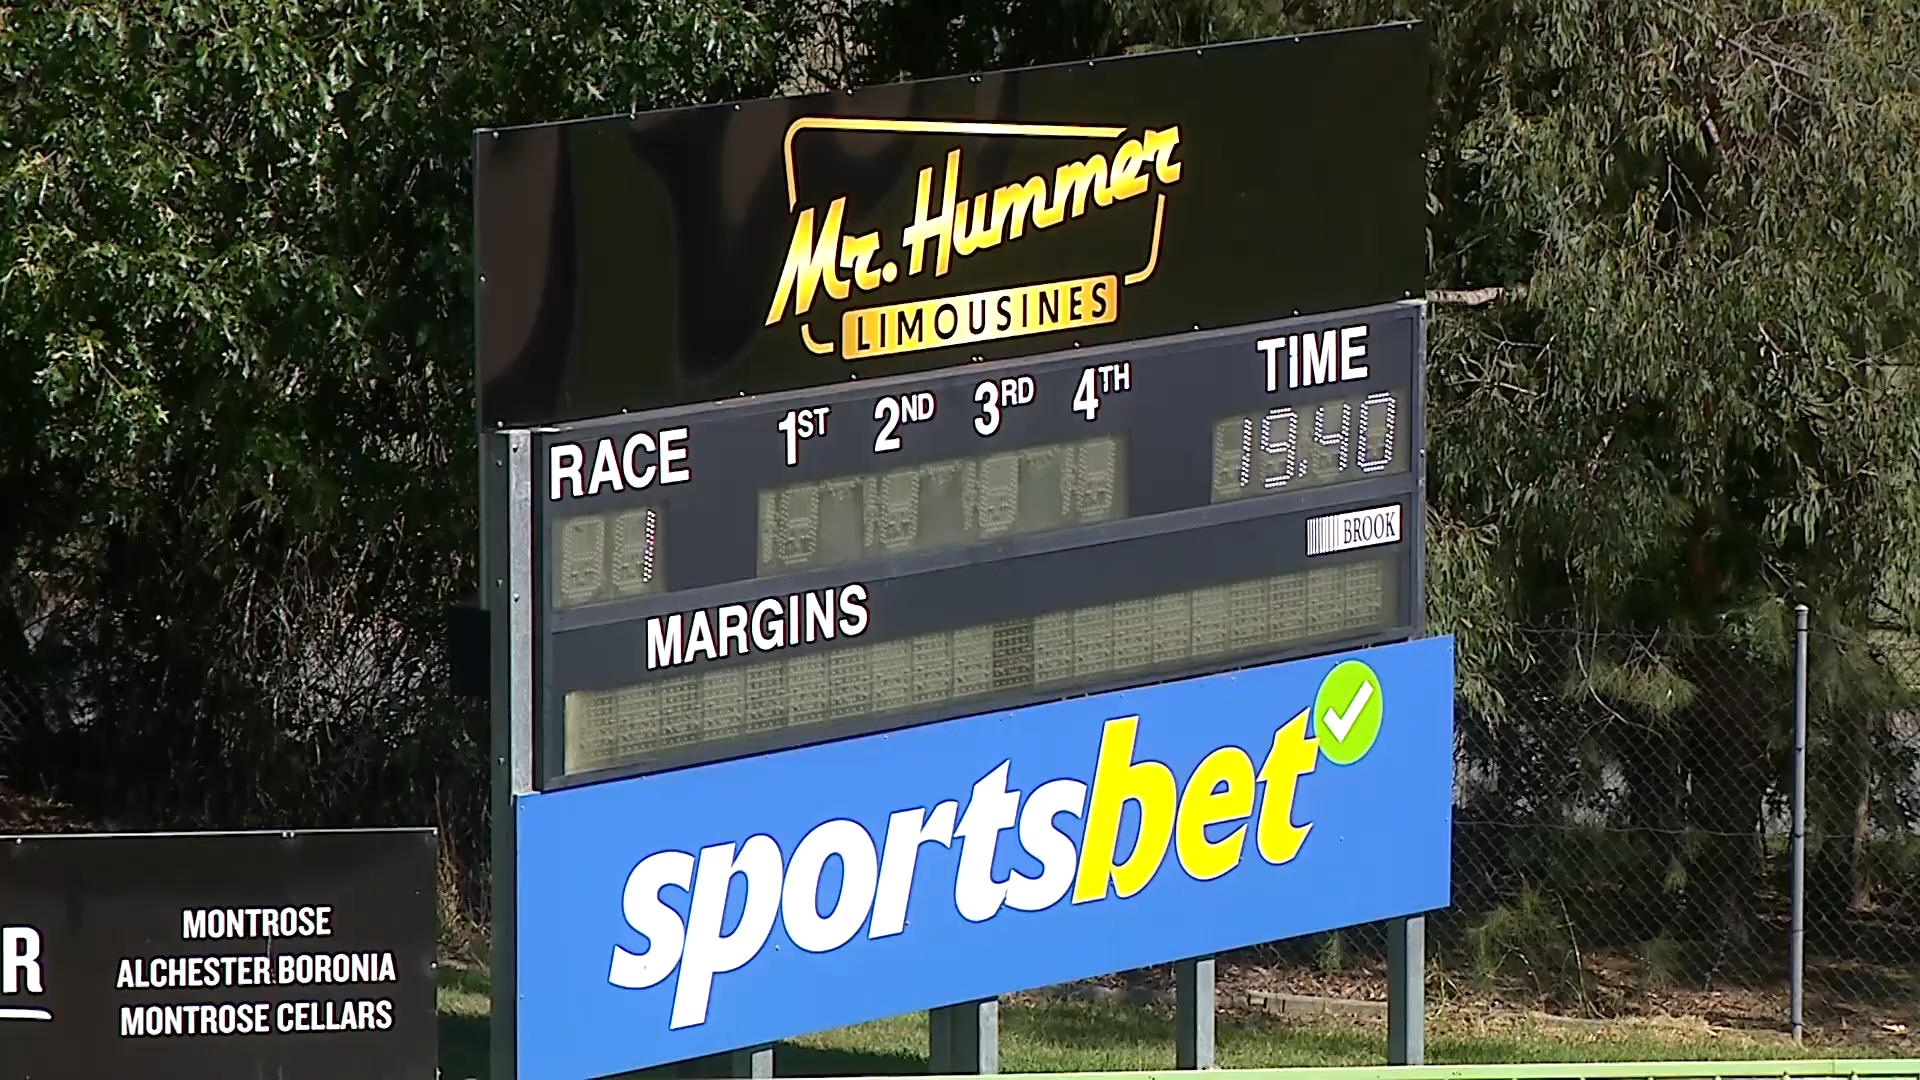 Mr. Hummer
LIMOUSINES
RACE 1ST 2ND 3RD 4TH TIME
1 19.40
BROOK
MARGINS
sportsbet
R
MONTROSE
ALCHESTER BORONIA
MONTROSE CELLARS